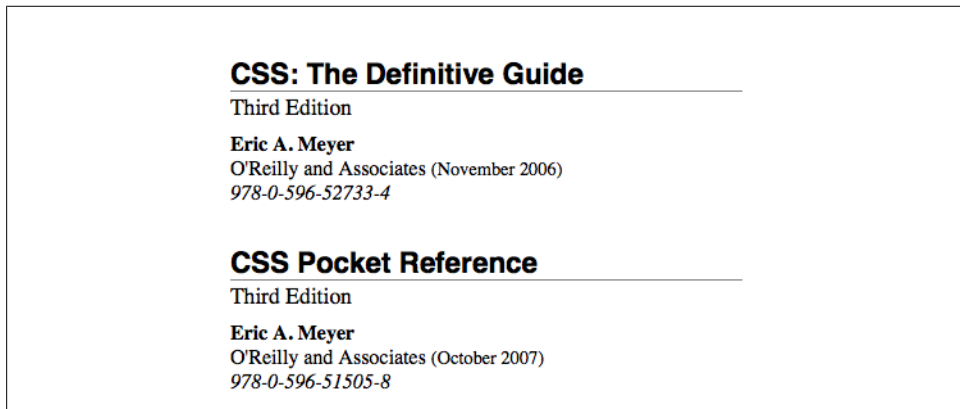 CSS: The Definitive Guide
Third Edition
Eric A. Meyer
O'Reilly and Associates (November 2006)
978-0-596-52733-4
CSS Pocket Reference
Third Edition
Eric A. Meyer
O'Reilly and Associates (October 2007)
978-0-596-51505-8